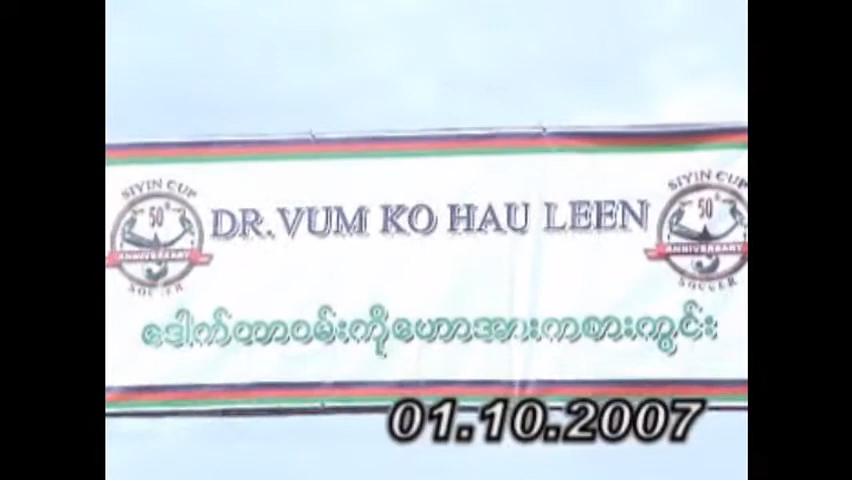 SIYIN CUP
50th
ANNIVERSARY
SOCCER
DR. VUM KO HAU LEEN
SIYIN CUP
50th
ANNIVERSARY
SOCCER
ဒေါက်တာဝမ်းကိုဟောအားကစားကွင်း
01.10.2007